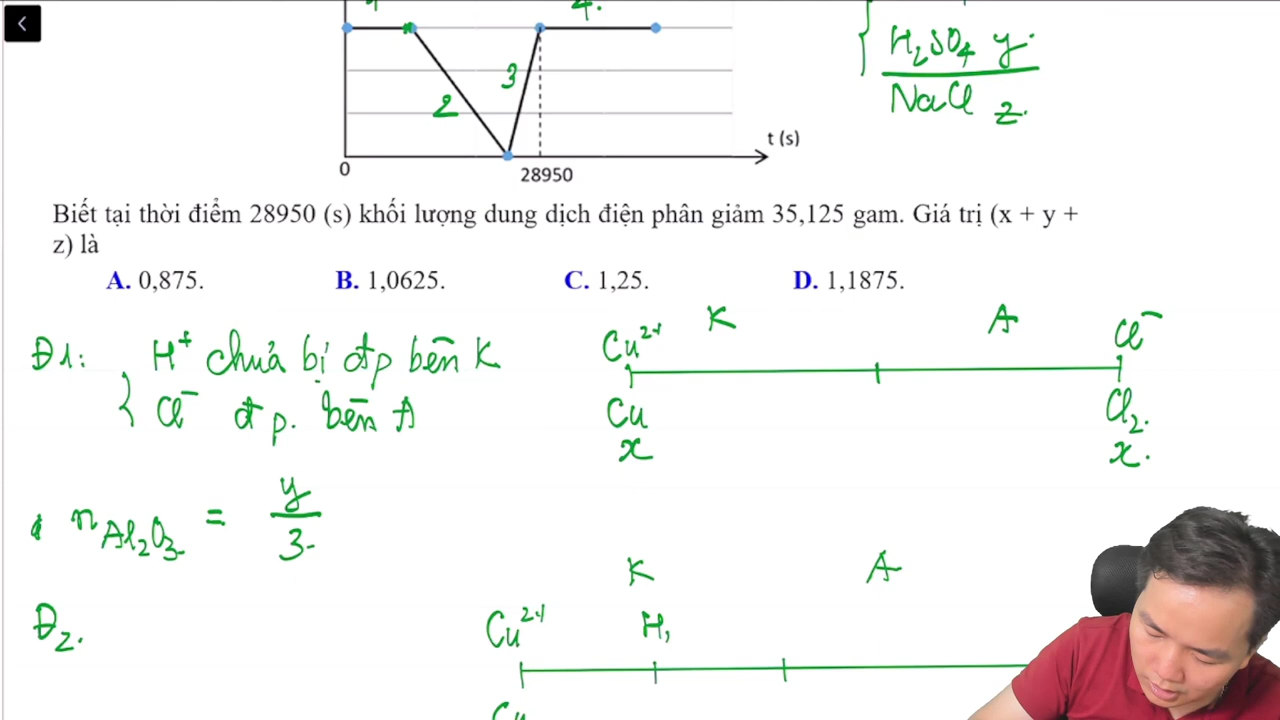 4.
H₂SO₄ y.
NaCl z.
2
3
t (s)
0
28950
Biết tại thời điểm 28950 (s) khối lượng dung dịch điện phân giảm 35,125 gam. Giá trị (x + y +
z) là
A. 0,875. B. 1,0625. C. 1,25. D. 1,1875.
K A
Cu²⁺ Cl⁻
Cu Cl₂.
x x.
Đ1: H⁺ chưa bị đp bên K
Cl⁻ đp. bên A
n Al₂O₃ = y/3.
K A
Đ2. Cu²⁺ H,
Cu